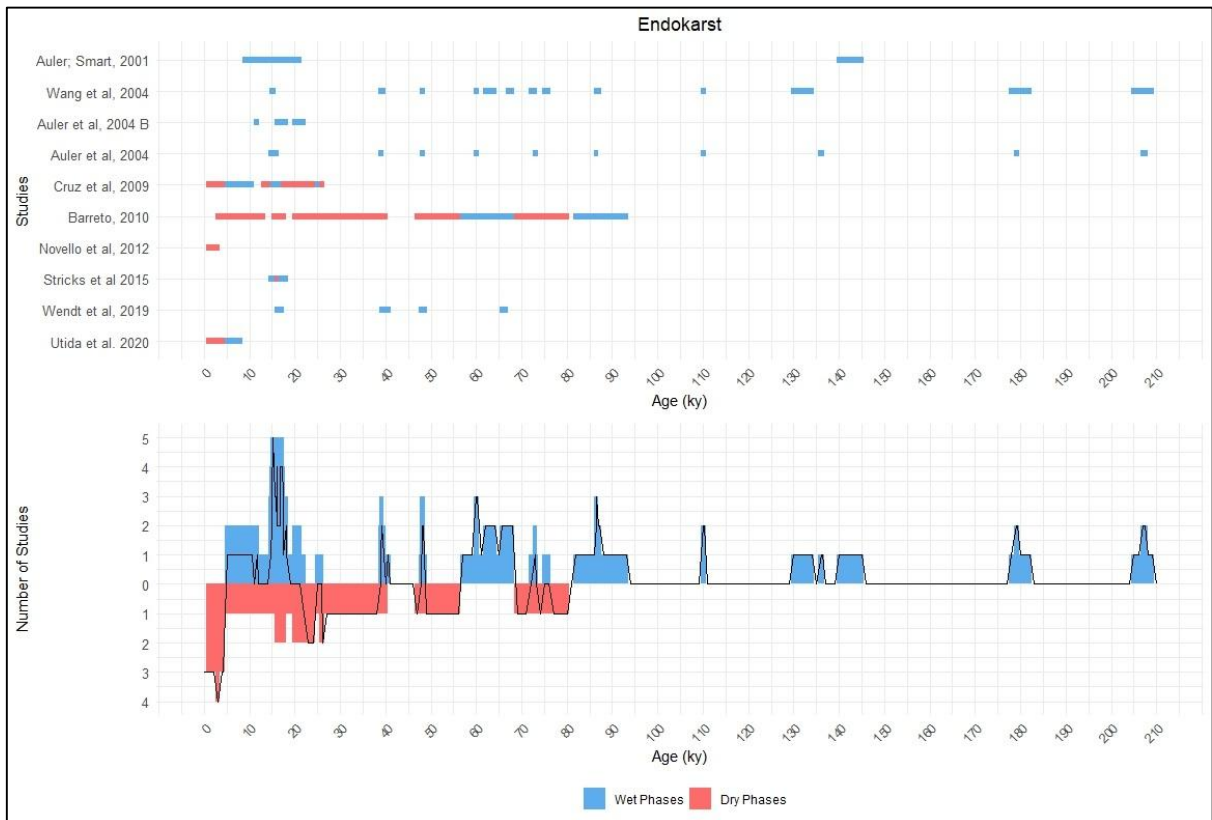 Endokarst
Studies
Auler; Smart, 2001
Wang et al, 2004
Auler et al, 2004 B
Auler et al, 2004
Cruz et al, 2009
Barreto, 2010
Novello et al, 2012
Stricks et al 2015
Wendt et al, 2019
Utida et al. 2020
0 10 20 30 40 50 60 70 80 90 100 110 120 130 140 150 160 170 180 190 200 210
Age (ky)
Number of Studies
5
4
3
2
1
0
1
2
3
4
0 10 20 30 40 50 60 70 80 90 100 110 120 130 140 150 160 170 180 190 200 210
Age (ky)
Wet Phases Dry Phases